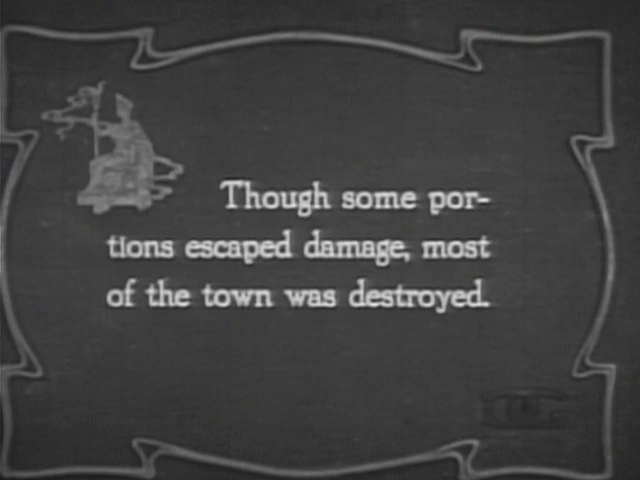 Though some por-
tions escaped damage, most
of the town was destroyed.